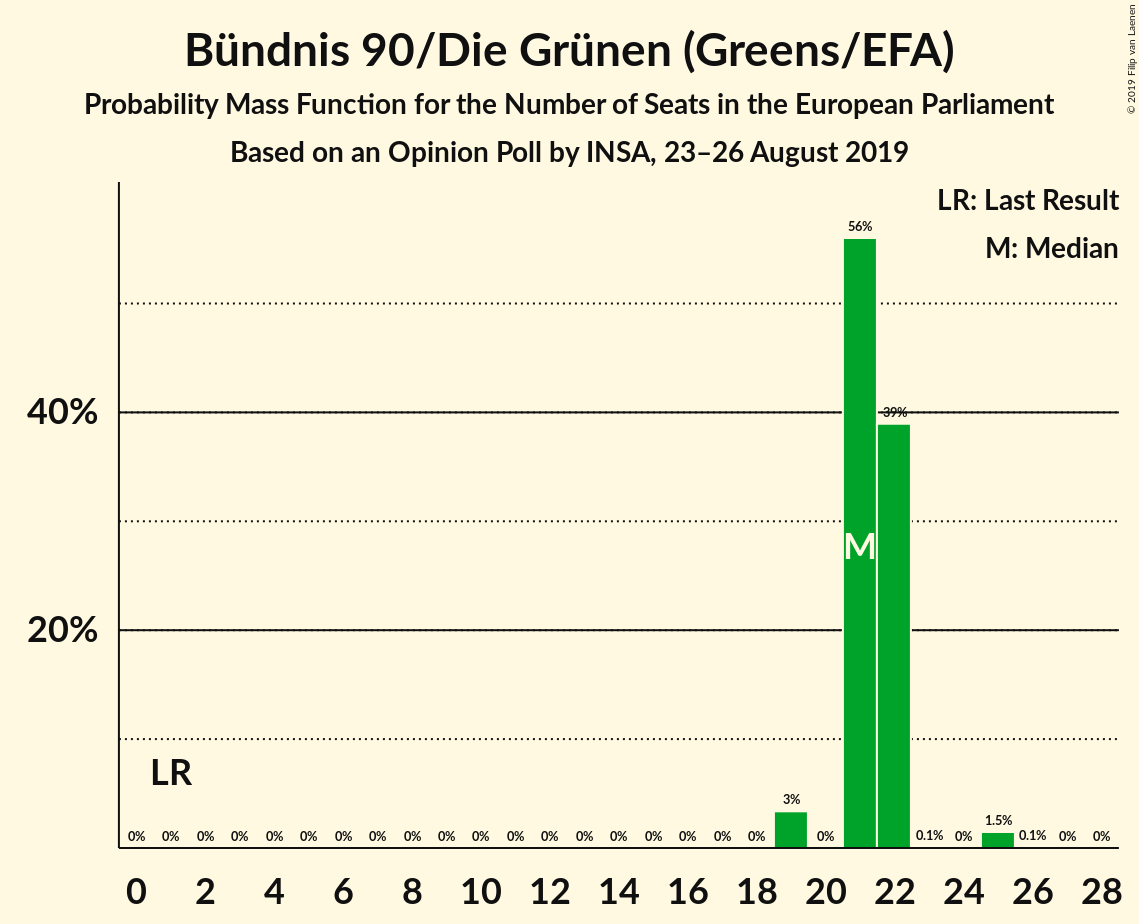 Bündnis 90/Die Grünen (Greens/EFA)
Probability Mass Function for the Number of Seats in the European Parliament
Based on an Opinion Poll by INSA, 23–26 August 2019
© 2019 Filip van Laenen
LR: Last Result
M: Median
56%
40%
39%
M
20%
LR
3%
1.5%
0% 0% 0% 0% 0% 0% 0% 0% 0% 0% 0% 0% 0% 0% 0% 0% 0% 0% 0% 0% 0.1% 0% 0.1% 0% 0%
0 2 4 6 8 10 12 14 16 18 20 22 24 26 28